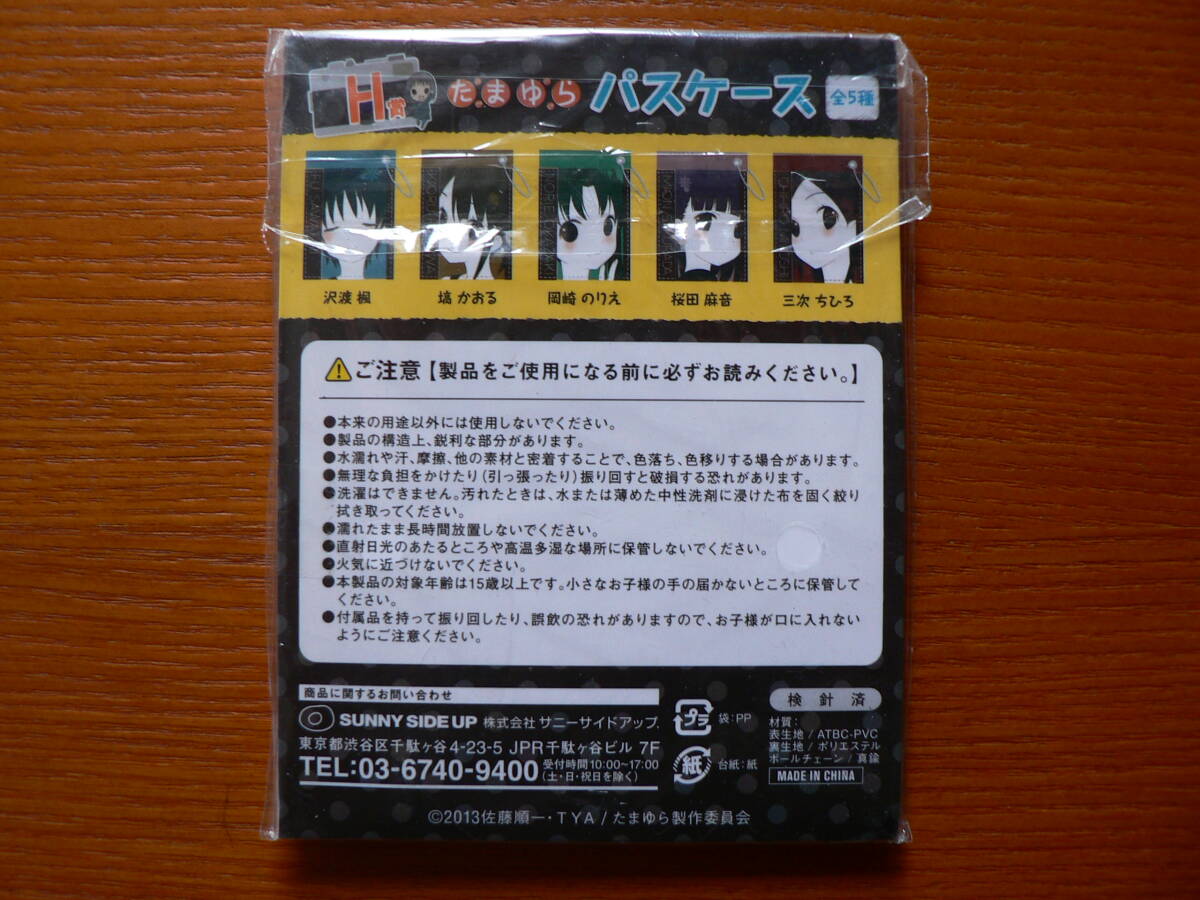 H賞 たまゆら パスケース 全5種
沢渡 楓 塙 かおる 岡崎 のりえ 桜田 麻音 三次 ちひろ
ご注意【製品をご使用になる前に必ずお読みください。】
●本来の用途以外には使用しないでください。
●製品の構造上、鋭利な部分があります。
●水濡れや汗、摩擦、他の素材と密着することで、色落ち、色移りする場合があります。
●無理な負担をかけたり(引っ張ったり)振り回すと破損する恐れがあります。
●洗濯はできません。汚れたときは、水または薄めた中性洗剤に浸けた布を固く絞り
拭き取ってください。
●濡れたまま長時間放置しないでください。
●直射日光のあたるところや高温多湿な場所に保管しないでください。
●火気に近づけないでください。
●本製品の対象年齢は15歳以上です。小さなお子様の手の届かないところに保管して
ください。
●付属品を持って振り回したり、誤飲の恐れがありますので、お子様が口に入れない
ようにご注意ください。
商品に関するお問い合わせ
SUNNY SIDE UP 株式会社 サニーサイドアップ.
東京都渋谷区千駄ヶ谷4-23-5 JPR千駄ヶ谷ビル 7F
TEL:03-6740-9400 受付時間10:00~17:00
(土・日・祝日を除く)
プラ 袋:PP
紙 台紙:紙
検針済
材質:
表生地/ATBC-PVC
裏生地/ポリエステル
ボールチェーン/真鍮
MADE IN CHINA
©2013佐藤順一・TYA/たまゆら製作委員会